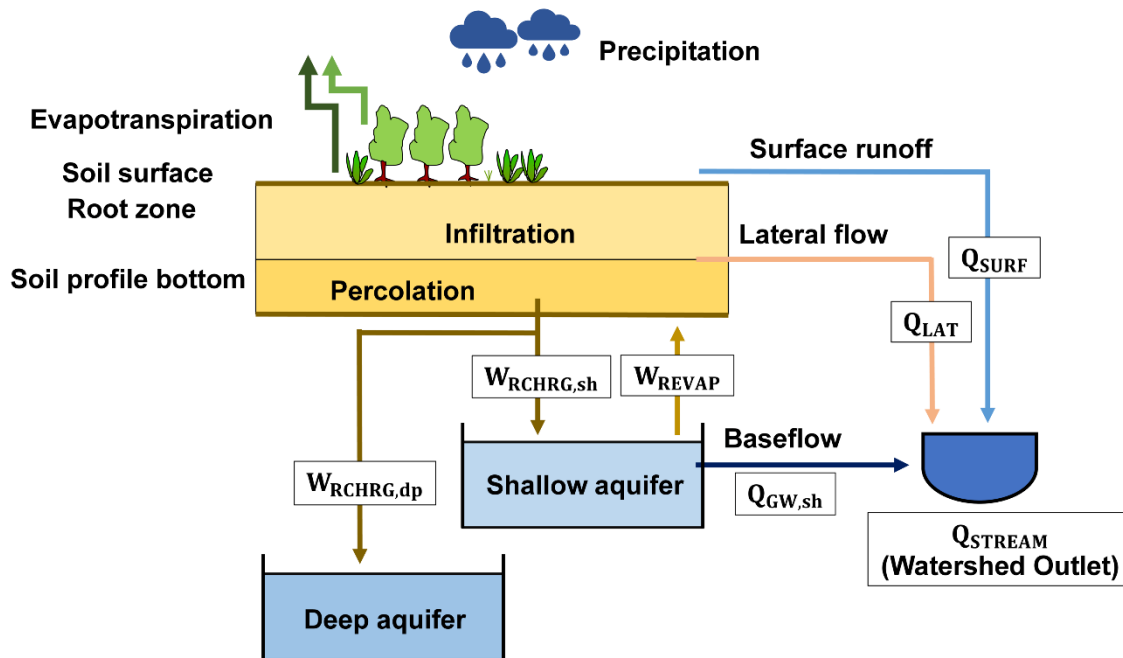 Precipitation
Evapotranspiration
Soil surface
Root zone
Surface runoff
Infiltration
Lateral flow
Q_SURF
Soil profile bottom
Percolation
Q_LAT
W_RCHRG,sh
W_REVAP
Baseflow
W_RCHRG,dp
Shallow aquifer
Q_GW,sh
Q_STREAM
(Watershed Outlet)
Deep aquifer